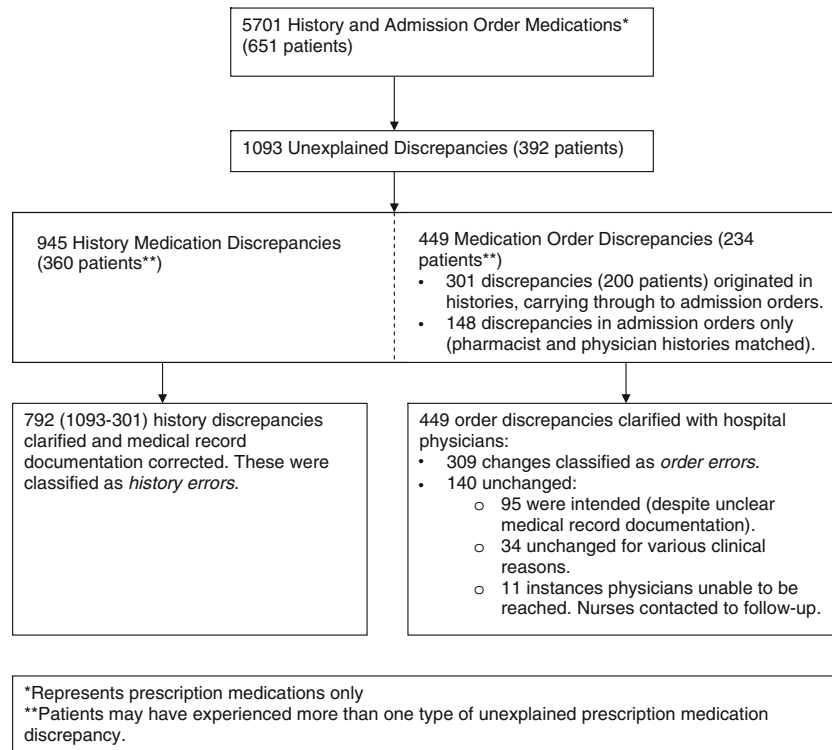 5701 History and Admission Order Medications*
(651 patients)
1093 Unexplained Discrepancies (392 patients)
945 History Medication Discrepancies
(360 patients**)
449 Medication Order Discrepancies (234
patients**)
• 301 discrepancies (200 patients) originated in
histories, carrying through to admission orders.
• 148 discrepancies in admission orders only
(pharmacist and physician histories matched).
792 (1093-301) history discrepancies
clarified and medical record
documentation corrected. These were
classified as history errors.
449 order discrepancies clarified with hospital
physicians:
• 309 changes classified as order errors.
• 140 unchanged:
o 95 were intended (despite unclear
medical record documentation).
o 34 unchanged for various clinical
reasons.
o 11 instances physicians unable to be
reached. Nurses contacted to follow-up.
*Represents prescription medications only
**Patients may have experienced more than one type of unexplained prescription medication
discrepancy.